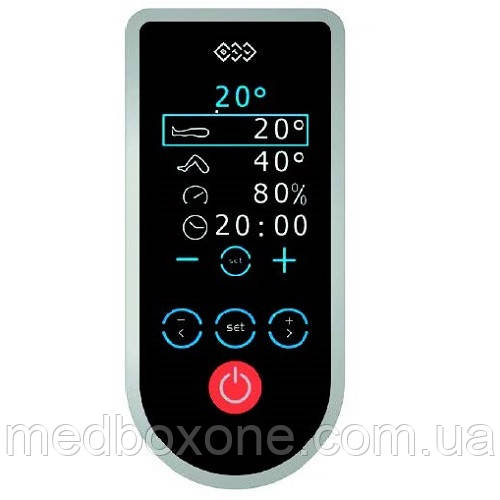 20°
20°
40°
80%
20:00
− set +
− set +
< >
medboxone.com.ua